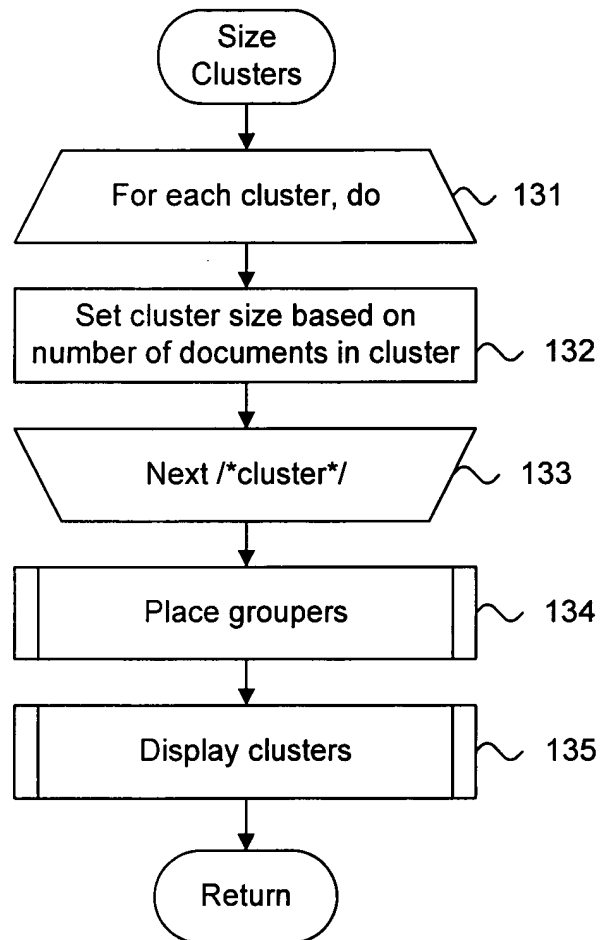 Size
Clusters
For each cluster, do
131
Set cluster size based on
number of documents in cluster
132
Next /*cluster*/
133
Place groupers
134
Display clusters
135
Return